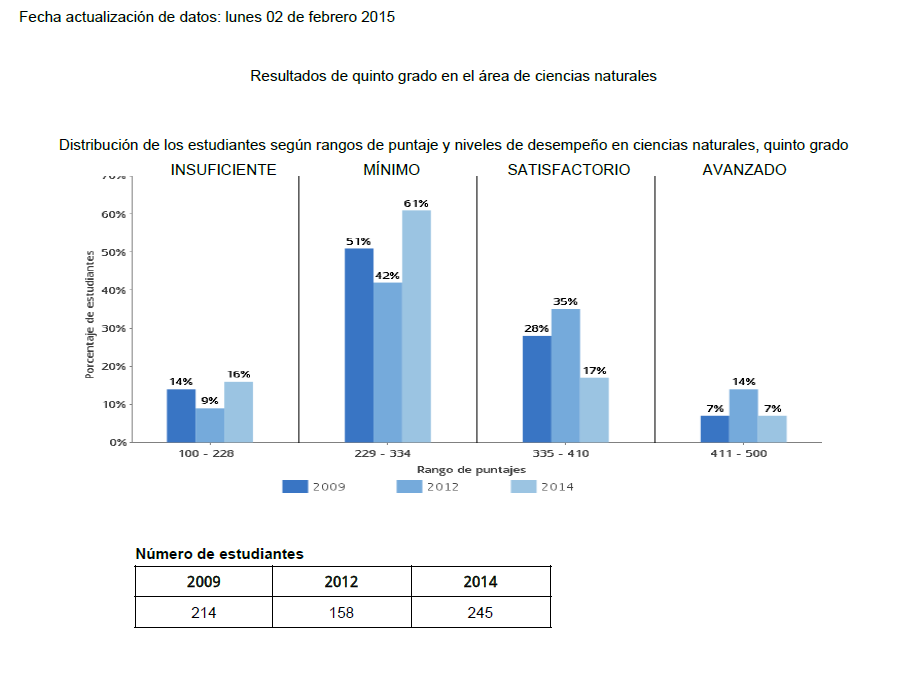 Fecha actualización de datos: lunes 02 de febrero 2015
Resultados de quinto grado en el área de ciencias naturales
Distribución de los estudiantes según rangos de puntaje y niveles de desempeño en ciencias naturales, quinto grado
INSUFICIENTE MÍNIMO SATISFACTORIO AVANZADO
70%
61%
60%
51%
50%
42%
40%
35%
30%
28%
20%
17%
16%
14%
14%
10%
9%
7%
7%
0%
Porcentaje de estudiantes
100 - 228 229 - 334 335 - 410 411 - 500
Rango de puntajes
2009 2012 2014
Número de estudiantes
2009 2012 2014
214 158 245